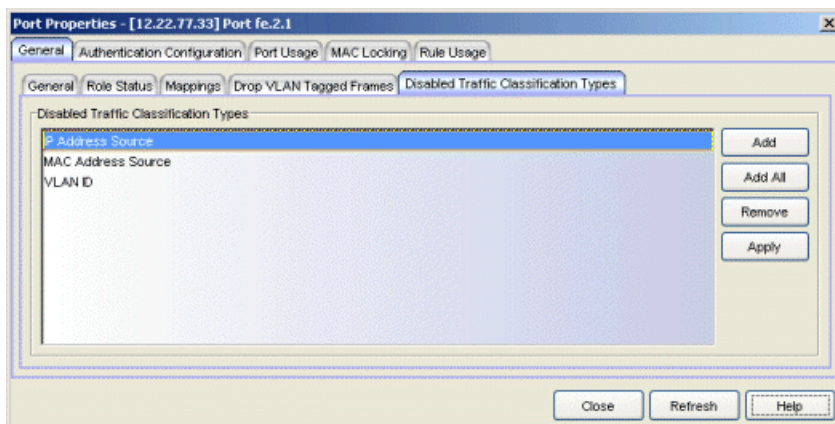 Port Properties - [12.22.77.33] Port fe.2.1
General Authentication Configuration Port Usage MAC Locking Rule Usage
General Role Status Mappings Drop VLAN Tagged Frames Disabled Traffic Classification Types
Disabled Traffic Classification Types
IP Address Source
MAC Address Source
VLAN ID
Add
Add All
Remove
Apply
Close Refresh Help